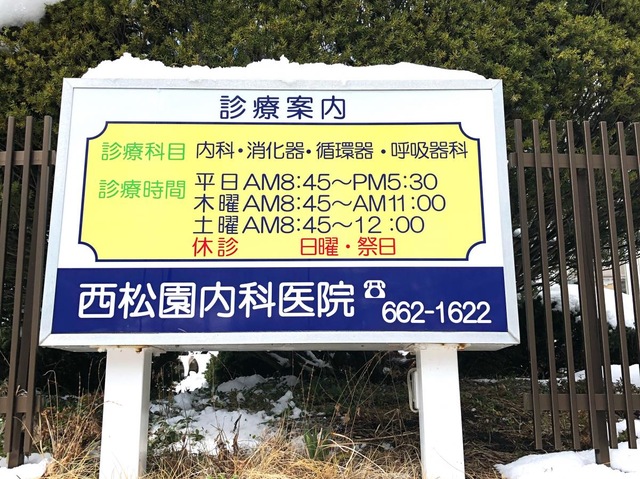 診療案内
診療科目 内科・消化器・循環器・呼吸器科
診療時間 平日AM8:45～PM5:30
木曜AM8:45～AM11:00
土曜AM8:45～12:00
休診 日曜・祭日
西松園内科医院 ☎662-1622